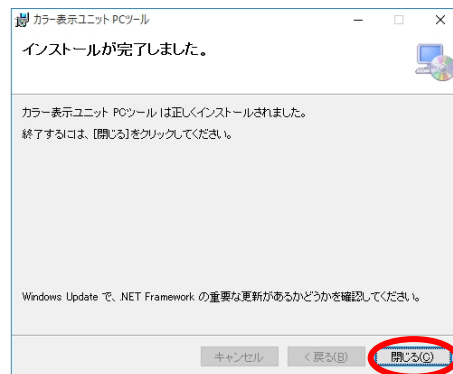 カラー表示ユニット PCツール
インストールが完了しました。
カラー表示ユニット PCツール は正しくインストールされました。
終了するには、[閉じる]をクリックしてください。
Windows Update で、.NET Framework の重要な更新があるかどうかを確認してください。
キャンセル < 戻る(B) 閉じる(C)